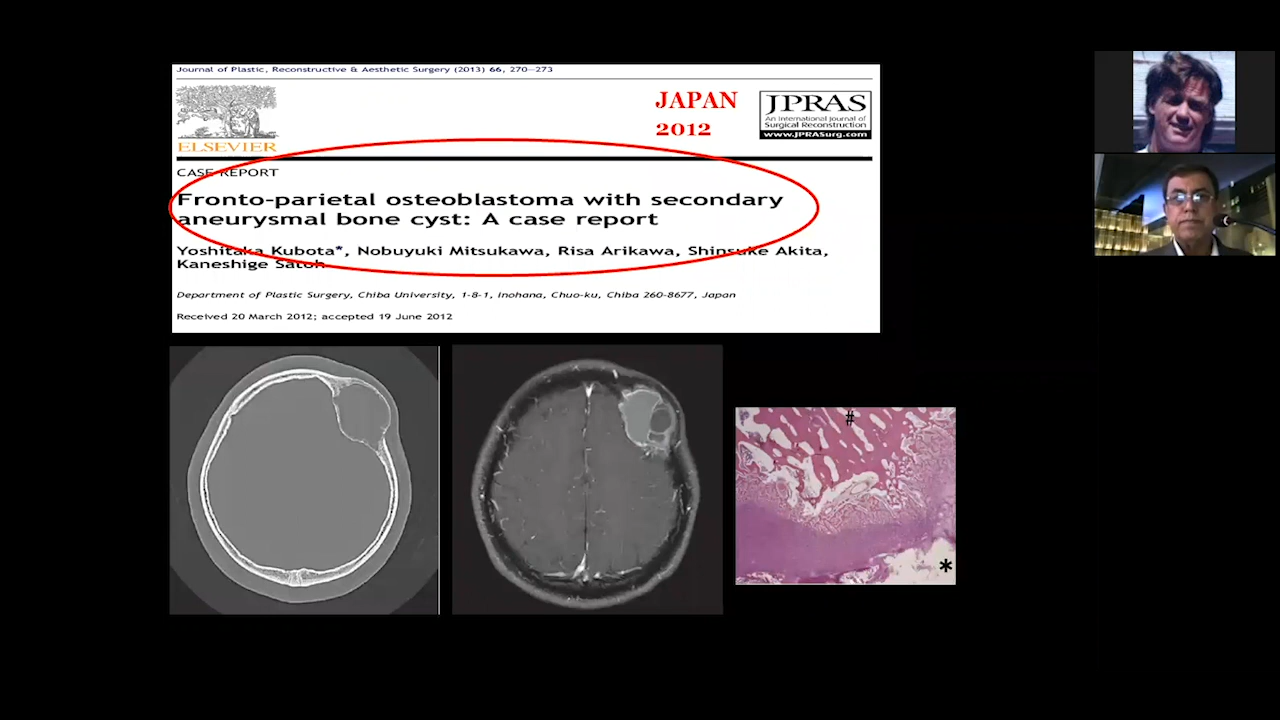 Journal of Plastic, Reconstructive & Aesthetic Surgery (2013) 66, 270–273
ELSEVIER
JAPAN
2012
JPRAS
An International Journal of
Surgical Reconstruction
www.JPRASurg.com
CASE REPORT
Fronto-parietal osteoblastoma with secondary
aneurysmal bone cyst: A case report
Yoshitaka Kubota*, Nobuyuki Mitsukawa, Risa Arikawa, Shinsuke Akita,
Kaneshige Satoh
Department of Plastic Surgery, Chiba University, 1-8-1, Inohana, Chuo-ku, Chiba 260-8677, Japan
Received 20 March 2012; accepted 19 June 2012
#
*